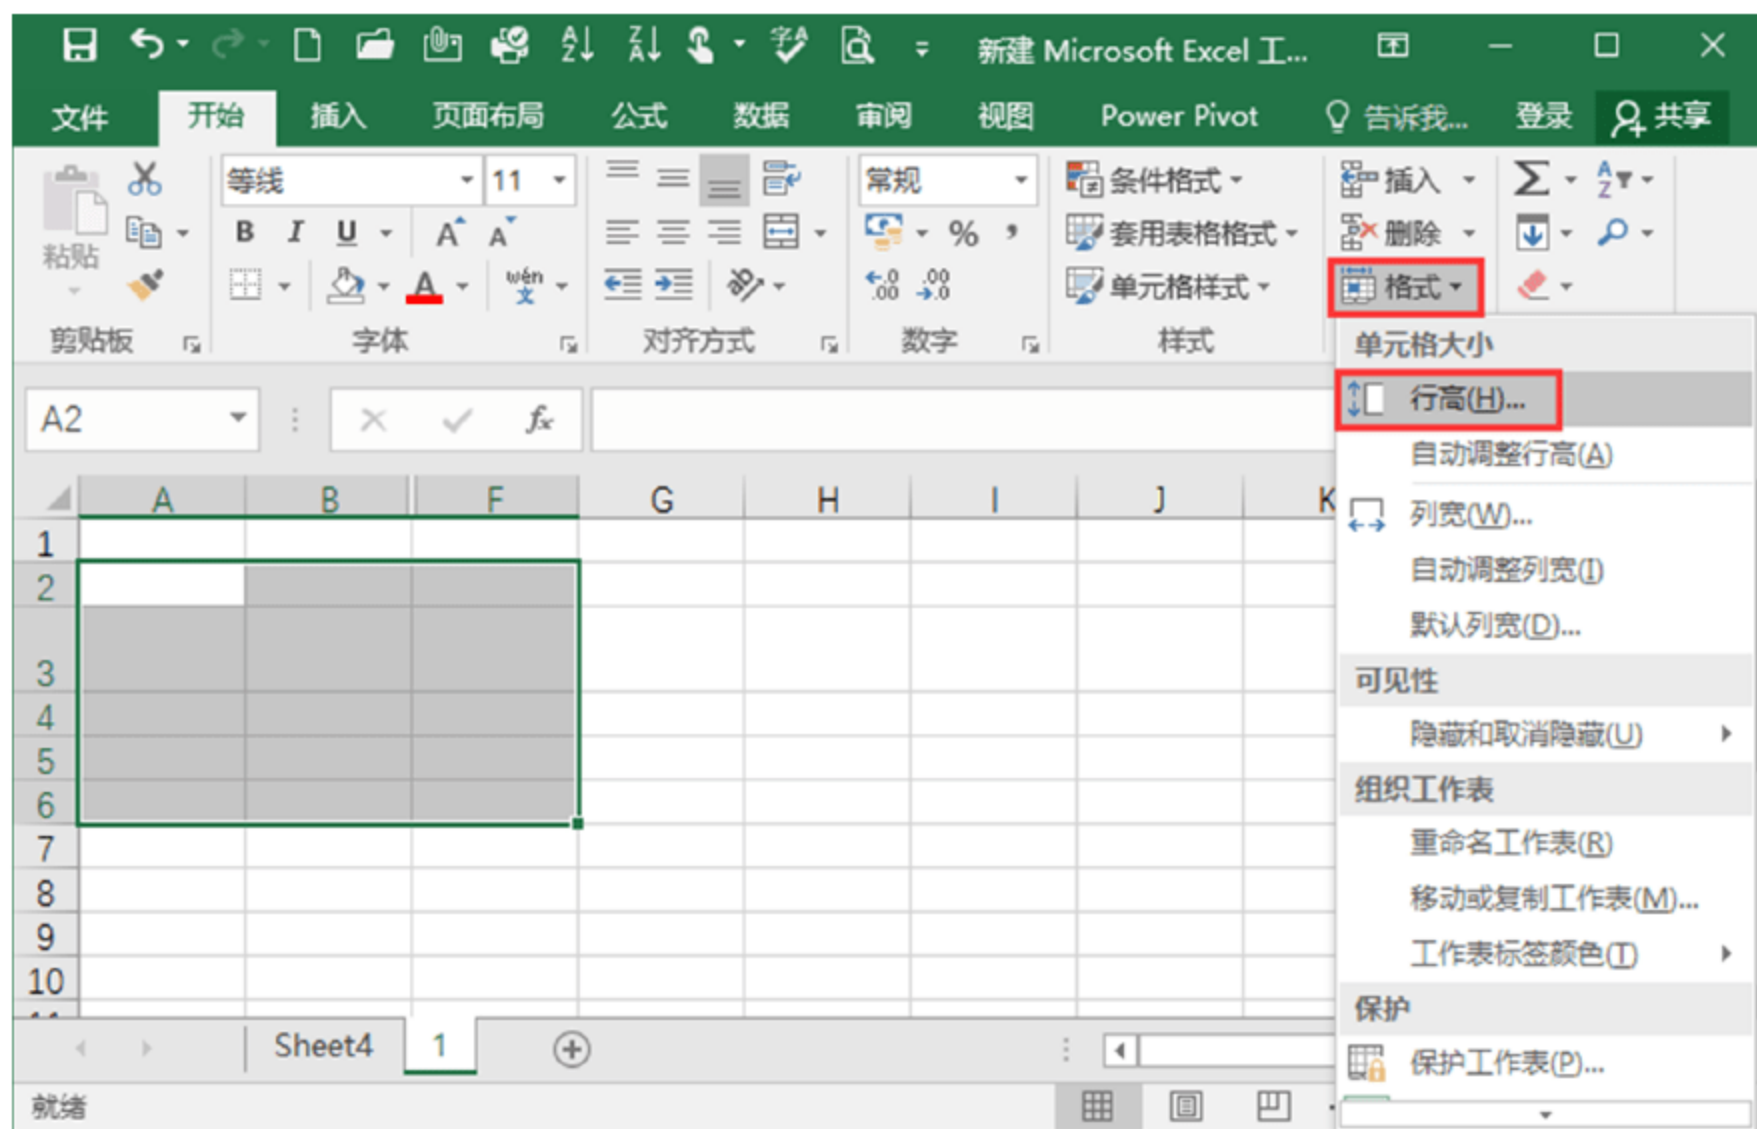 新建 Microsoft Excel 工...
文件 开始 插入 页面布局 公式 数据 审阅 视图 Power Pivot 告诉我... 登录 共享
粘贴
等线 11
B I U A A
A wén 文
常规
% ,
条件格式
套用表格格式
单元格样式
插入
删除
格式
剪贴板 字体 对齐方式 数字 样式
A2 fx
单元格大小
行高(H)...
自动调整行高(A)
列宽(W)...
自动调整列宽(I)
默认列宽(D)...
可见性
隐藏和取消隐藏(U)
组织工作表
重命名工作表(R)
移动或复制工作表(M)...
工作表标签颜色(T)
保护
保护工作表(P)...
A B F G H I J K
1
2
3
4
5
6
7
8
9
10
11
Sheet4 1
就绪